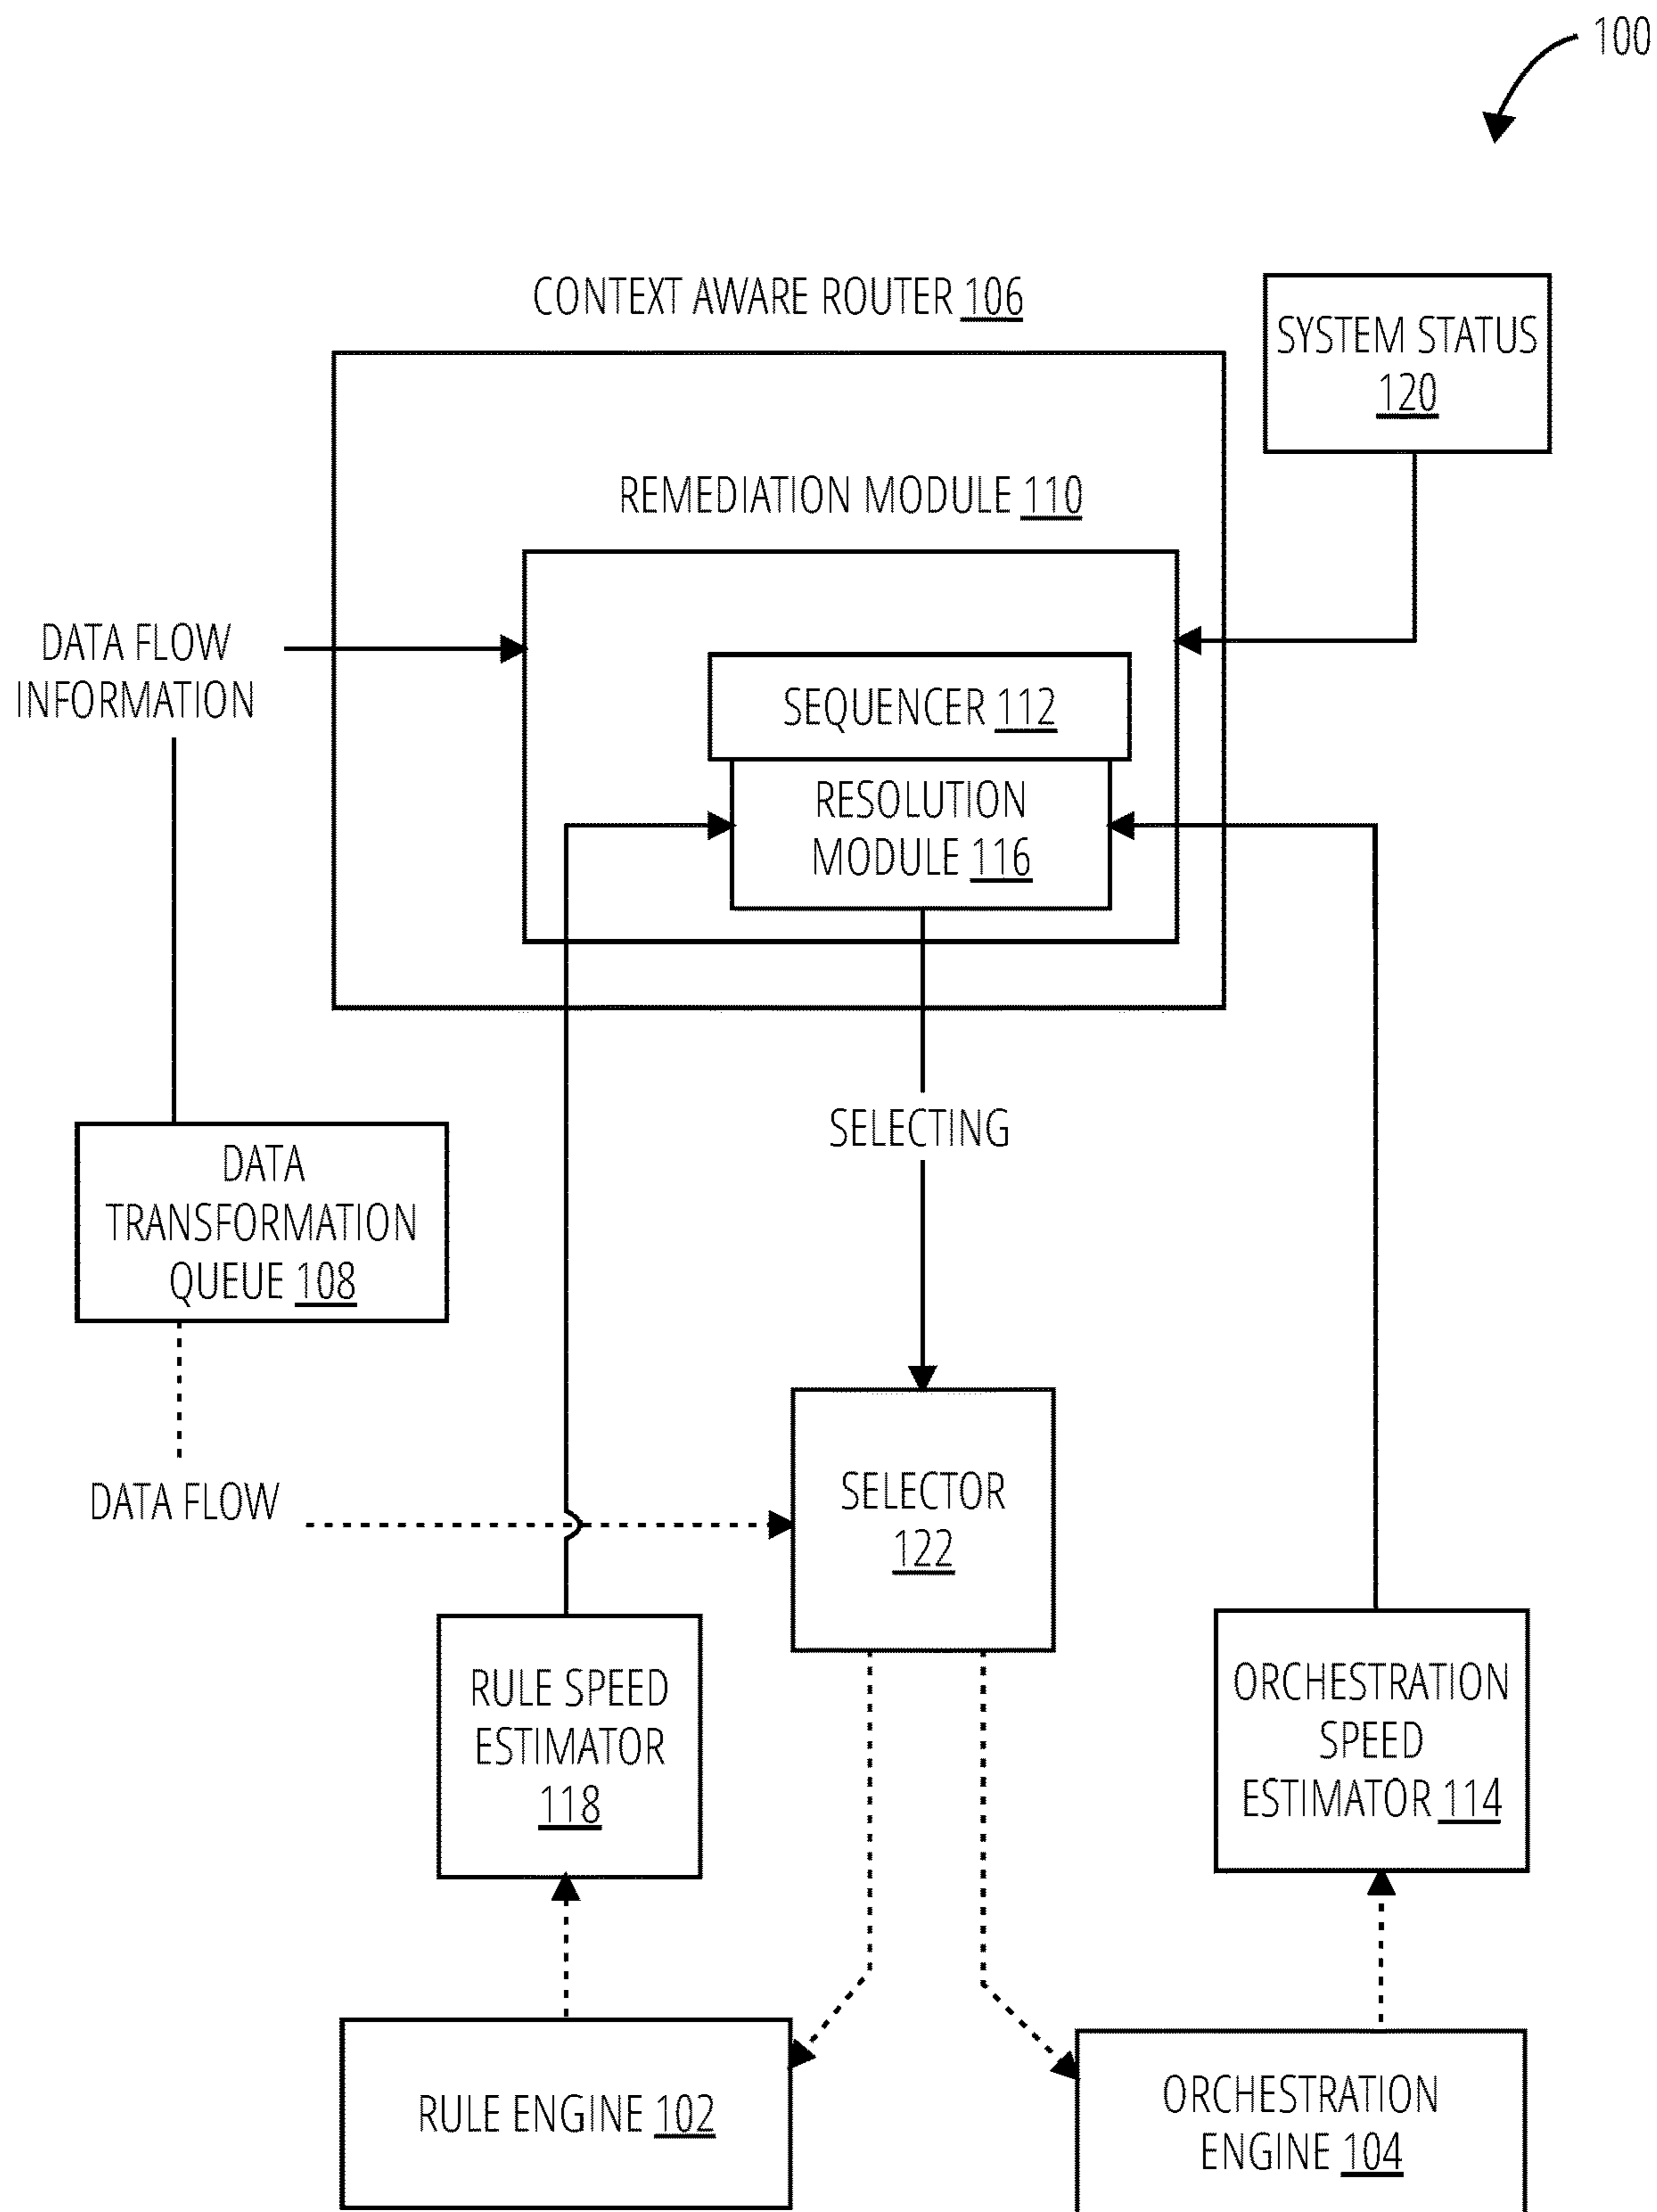 100
CONTEXT AWARE ROUTER 106
SYSTEM STATUS
120
REMEDIATION MODULE 110
DATA FLOW
INFORMATION
SEQUENCER 112
RESOLUTION
MODULE 116
SELECTING
DATA
TRANSFORMATION
QUEUE 108
DATA FLOW
SELECTOR
122
RULE SPEED
ESTIMATOR
118
ORCHESTRATION
SPEED
ESTIMATOR 114
RULE ENGINE 102
ORCHESTRATION
ENGINE 104